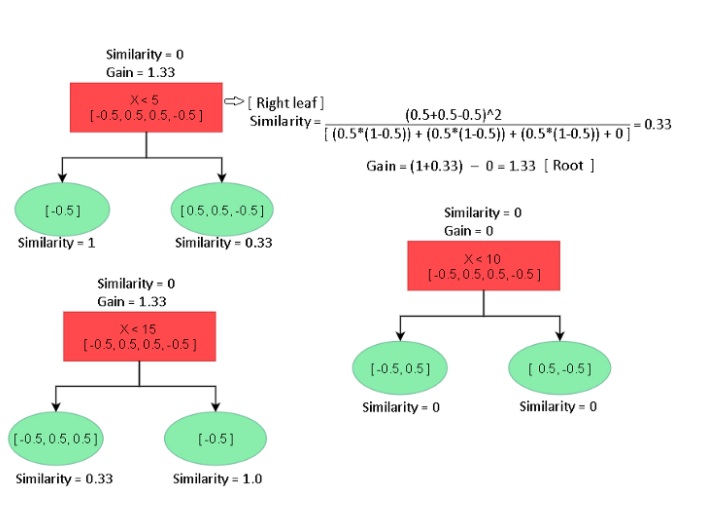 Similarity = 0
Gain = 1.33
X < 5
[-0.5, 0.5, 0.5, -0.5 ]
[ Right leaf ]
Similarity = (0.5+0.5-0.5)^2
[ (0.5*(1-0.5)) + (0.5*(1-0.5)) + (0.5*(1-0.5)) + 0 ] = 0.33
Gain = (1+0.33) – 0 = 1.33 [ Root ]
[-0.5 ]
[ 0.5, 0.5, -0.5 ]
Similarity = 1
Similarity = 0.33
Similarity = 0
Gain = 0
X < 10
[-0.5, 0.5, 0.5, -0.5 ]
[-0.5, 0.5 ]
[ 0.5, -0.5 ]
Similarity = 0
Similarity = 0
Similarity = 0
Gain = 1.33
X < 15
[-0.5, 0.5, 0.5, -0.5 ]
[-0.5, 0.5, 0.5 ]
[-0.5 ]
Similarity = 0.33
Similarity = 1.0